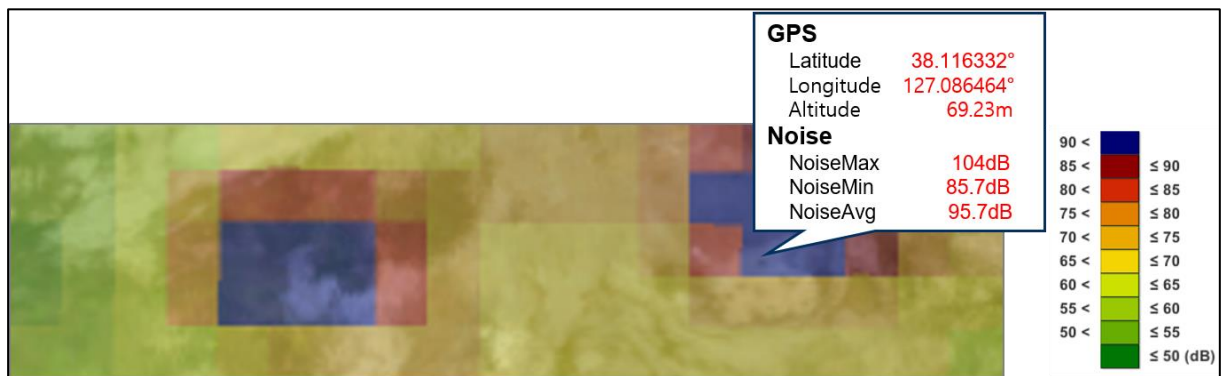 GPS
Latitude 38.116332°
Longitude 127.086464°
Altitude 69.23m
Noise
NoiseMax 104dB
NoiseMin 85.7dB
NoiseAvg 95.7dB
90 <
85 < ≤ 90
80 < ≤ 85
75 < ≤ 80
70 < ≤ 75
65 < ≤ 70
60 < ≤ 65
55 < ≤ 60
50 < ≤ 55
≤ 50 (dB)